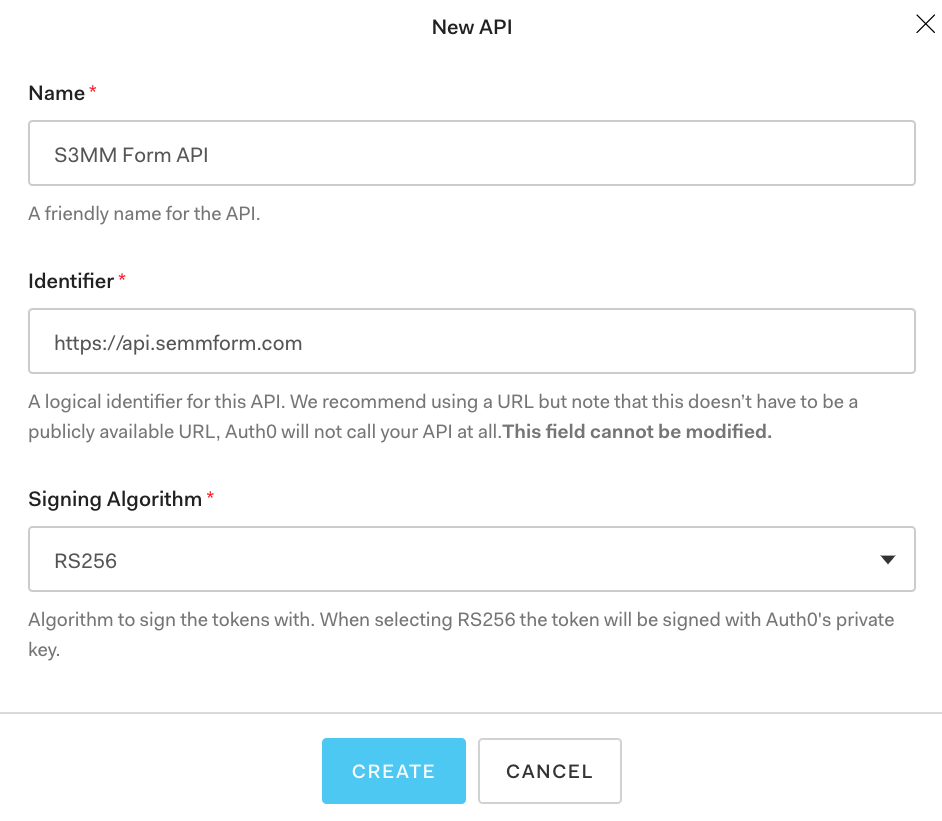 New API
Name *
S3MM Form API
A friendly name for the API.
Identifier *
https://api.semmform.com
A logical identifier for this API. We recommend using a URL but note that this doesn't have to be a
publicly available URL, Auth0 will not call your API at all.This field cannot be modified.
Signing Algorithm *
RS256
Algorithm to sign the tokens with. When selecting RS256 the token will be signed with Auth0's private
key.
CREATE CANCEL